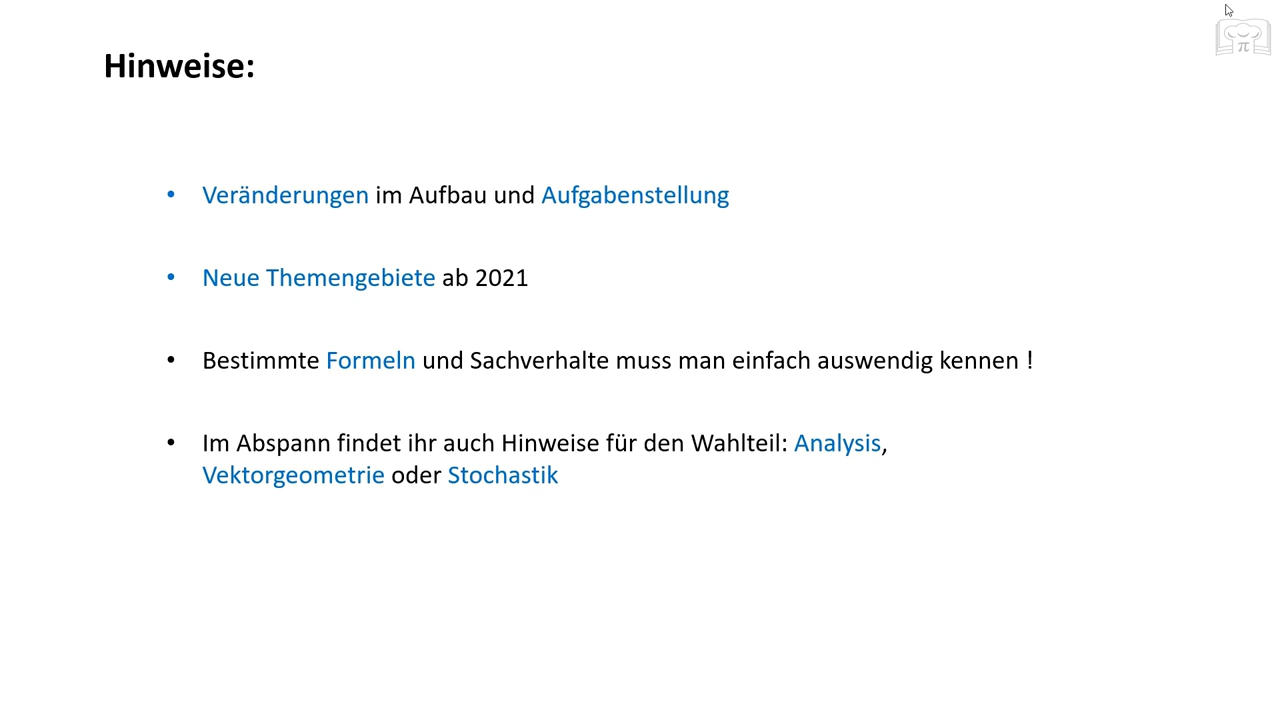 Hinweise:
• Veränderungen im Aufbau und Aufgabenstellung
• Neue Themengebiete ab 2021
• Bestimmte Formeln und Sachverhalte muss man einfach auswendig kennen !
• Im Abspann findet ihr auch Hinweise für den Wahlteil: Analysis,
Vektorgeometrie oder Stochastik
π